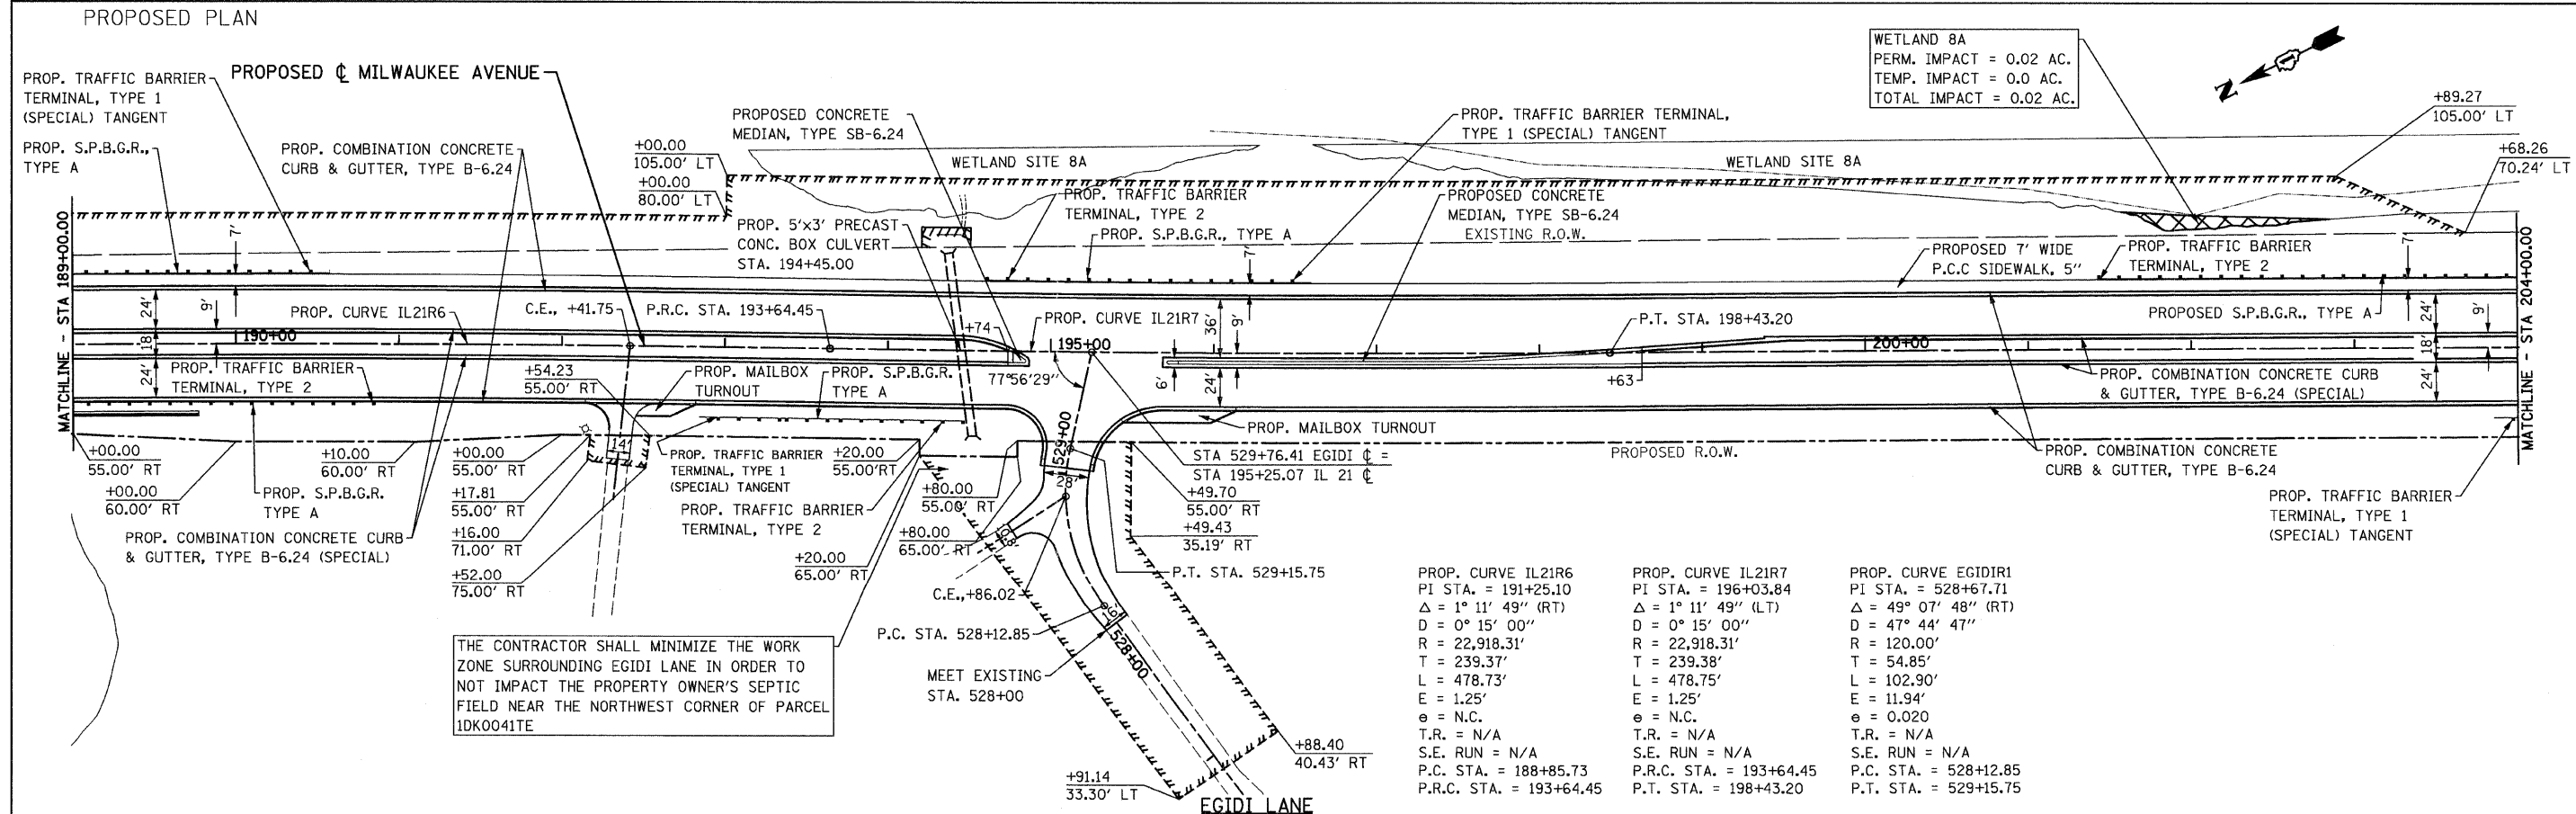 PROPOSED PLAN
PROP. TRAFFIC BARRIER
TERMINAL, TYPE 1
(SPECIAL) TANGENT
PROPOSED ℄ MILWAUKEE AVENUE
PROP. S.P.B.G.R.,
TYPE A
PROP. COMBINATION CONCRETE
CURB & GUTTER, TYPE B-6.24
PROPOSED CONCRETE
MEDIAN, TYPE SB-6.24
+00.00
105.00' LT
+00.00
80.00' LT
WETLAND SITE 8A
PROP. TRAFFIC BARRIER TERMINAL,
TYPE 1 (SPECIAL) TANGENT
WETLAND 8A
PERM. IMPACT = 0.02 AC.
TEMP. IMPACT = 0.0 AC.
TOTAL IMPACT = 0.02 AC.
N
+89.27
105.00' LT
+68.26
70.24' LT
WETLAND SITE 8A
PROP. TRAFFIC BARRIER
TERMINAL, TYPE 2
PROP. S.P.B.G.R., TYPE A
PROPOSED CONCRETE
MEDIAN, TYPE SB-6.24
EXISTING R.O.W.
PROP. 5'x3' PRECAST
CONC. BOX CULVERT
STA. 194+45.00
PROPOSED 7' WIDE
P.C.C SIDEWALK, 5"
PROP. TRAFFIC BARRIER
TERMINAL, TYPE 2
MATCHLINE - STA 189+00.00
7'
24'
9'
18'
24'
PROP. CURVE IL21R6
190+00
C.E., +41.75
P.R.C. STA. 193+64.45
+74
PROP. CURVE IL21R7
195+00
7'
36'
9'
6'
24'
P.T. STA. 198+43.20
200+00
+63
PROPOSED S.P.B.G.R., TYPE A
7'
24'
9'
18'
24'
MATCHLINE - STA 204+00.00
PROP. TRAFFIC BARRIER
TERMINAL, TYPE 2
+54.23
55.00' RT
PROP. MAILBOX
TURNOUT
PROP. S.P.B.G.R.
TYPE A
77°56'29"
529+00
PROP. COMBINATION CONCRETE CURB
& GUTTER, TYPE B-6.24 (SPECIAL)
PROP. MAILBOX TURNOUT
PROPOSED R.O.W.
PROP. COMBINATION CONCRETE
CURB & GUTTER, TYPE B-6.24
PROP. TRAFFIC BARRIER
TERMINAL, TYPE 1
(SPECIAL) TANGENT
+00.00
55.00' RT
+00.00
60.00' RT
+10.00
60.00' RT
PROP. S.P.B.G.R.
TYPE A
+00.00
55.00' RT
+17.81
55.00' RT
+16.00
71.00' RT
+52.00
75.00' RT
14'
PROP. COMBINATION CONCRETE CURB
& GUTTER, TYPE B-6.24 (SPECIAL)
PROP. TRAFFIC BARRIER
TERMINAL, TYPE 1
(SPECIAL) TANGENT
PROP. TRAFFIC BARRIER
TERMINAL, TYPE 2
+20.00
55.00'RT
+20.00
65.00' RT
+80.00
55.00' RT
+80.00
65.00' RT
28'
STA 529+76.41 EGIDI ℄ =
STA 195+25.07 IL 21 ℄
+49.70
55.00' RT
+49.43
35.19' RT
P.T. STA. 529+15.75
C.E.,+86.02
P.C. STA. 528+12.85
528+00
MEET EXISTING
STA. 528+00
THE CONTRACTOR SHALL MINIMIZE THE WORK
ZONE SURROUNDING EGIDI LANE IN ORDER TO
NOT IMPACT THE PROPERTY OWNER'S SEPTIC
FIELD NEAR THE NORTHWEST CORNER OF PARCEL
1DK0041TE
+91.14
33.30' LT
+88.40
40.43' RT
EGIDI LANE
PROP. CURVE IL21R6
PI STA. = 191+25.10
Δ = 1° 11' 49" (RT)
D = 0° 15' 00"
R = 22,918.31'
T = 239.37'
L = 478.73'
E = 1.25'
e = N.C.
T.R. = N/A
S.E. RUN = N/A
P.C. STA. = 188+85.73
P.R.C. STA. = 193+64.45
PROP. CURVE IL21R7
PI STA. = 196+03.84
Δ = 1° 11' 49" (LT)
D = 0° 15' 00"
R = 22,918.31'
T = 239.38'
L = 478.75'
E = 1.25'
e = N.C.
T.R. = N/A
S.E. RUN = N/A
P.R.C. STA. = 193+64.45
P.T. STA. = 198+43.20
PROP. CURVE EGIDIR1
PI STA. = 528+67.71
Δ = 49° 07' 48" (RT)
D = 47° 44' 47"
R = 120.00'
T = 54.85'
L = 102.90'
E = 11.94'
e = 0.020
T.R. = N/A
S.E. RUN = N/A
P.C. STA. = 528+12.85
P.T. STA. = 529+15.75